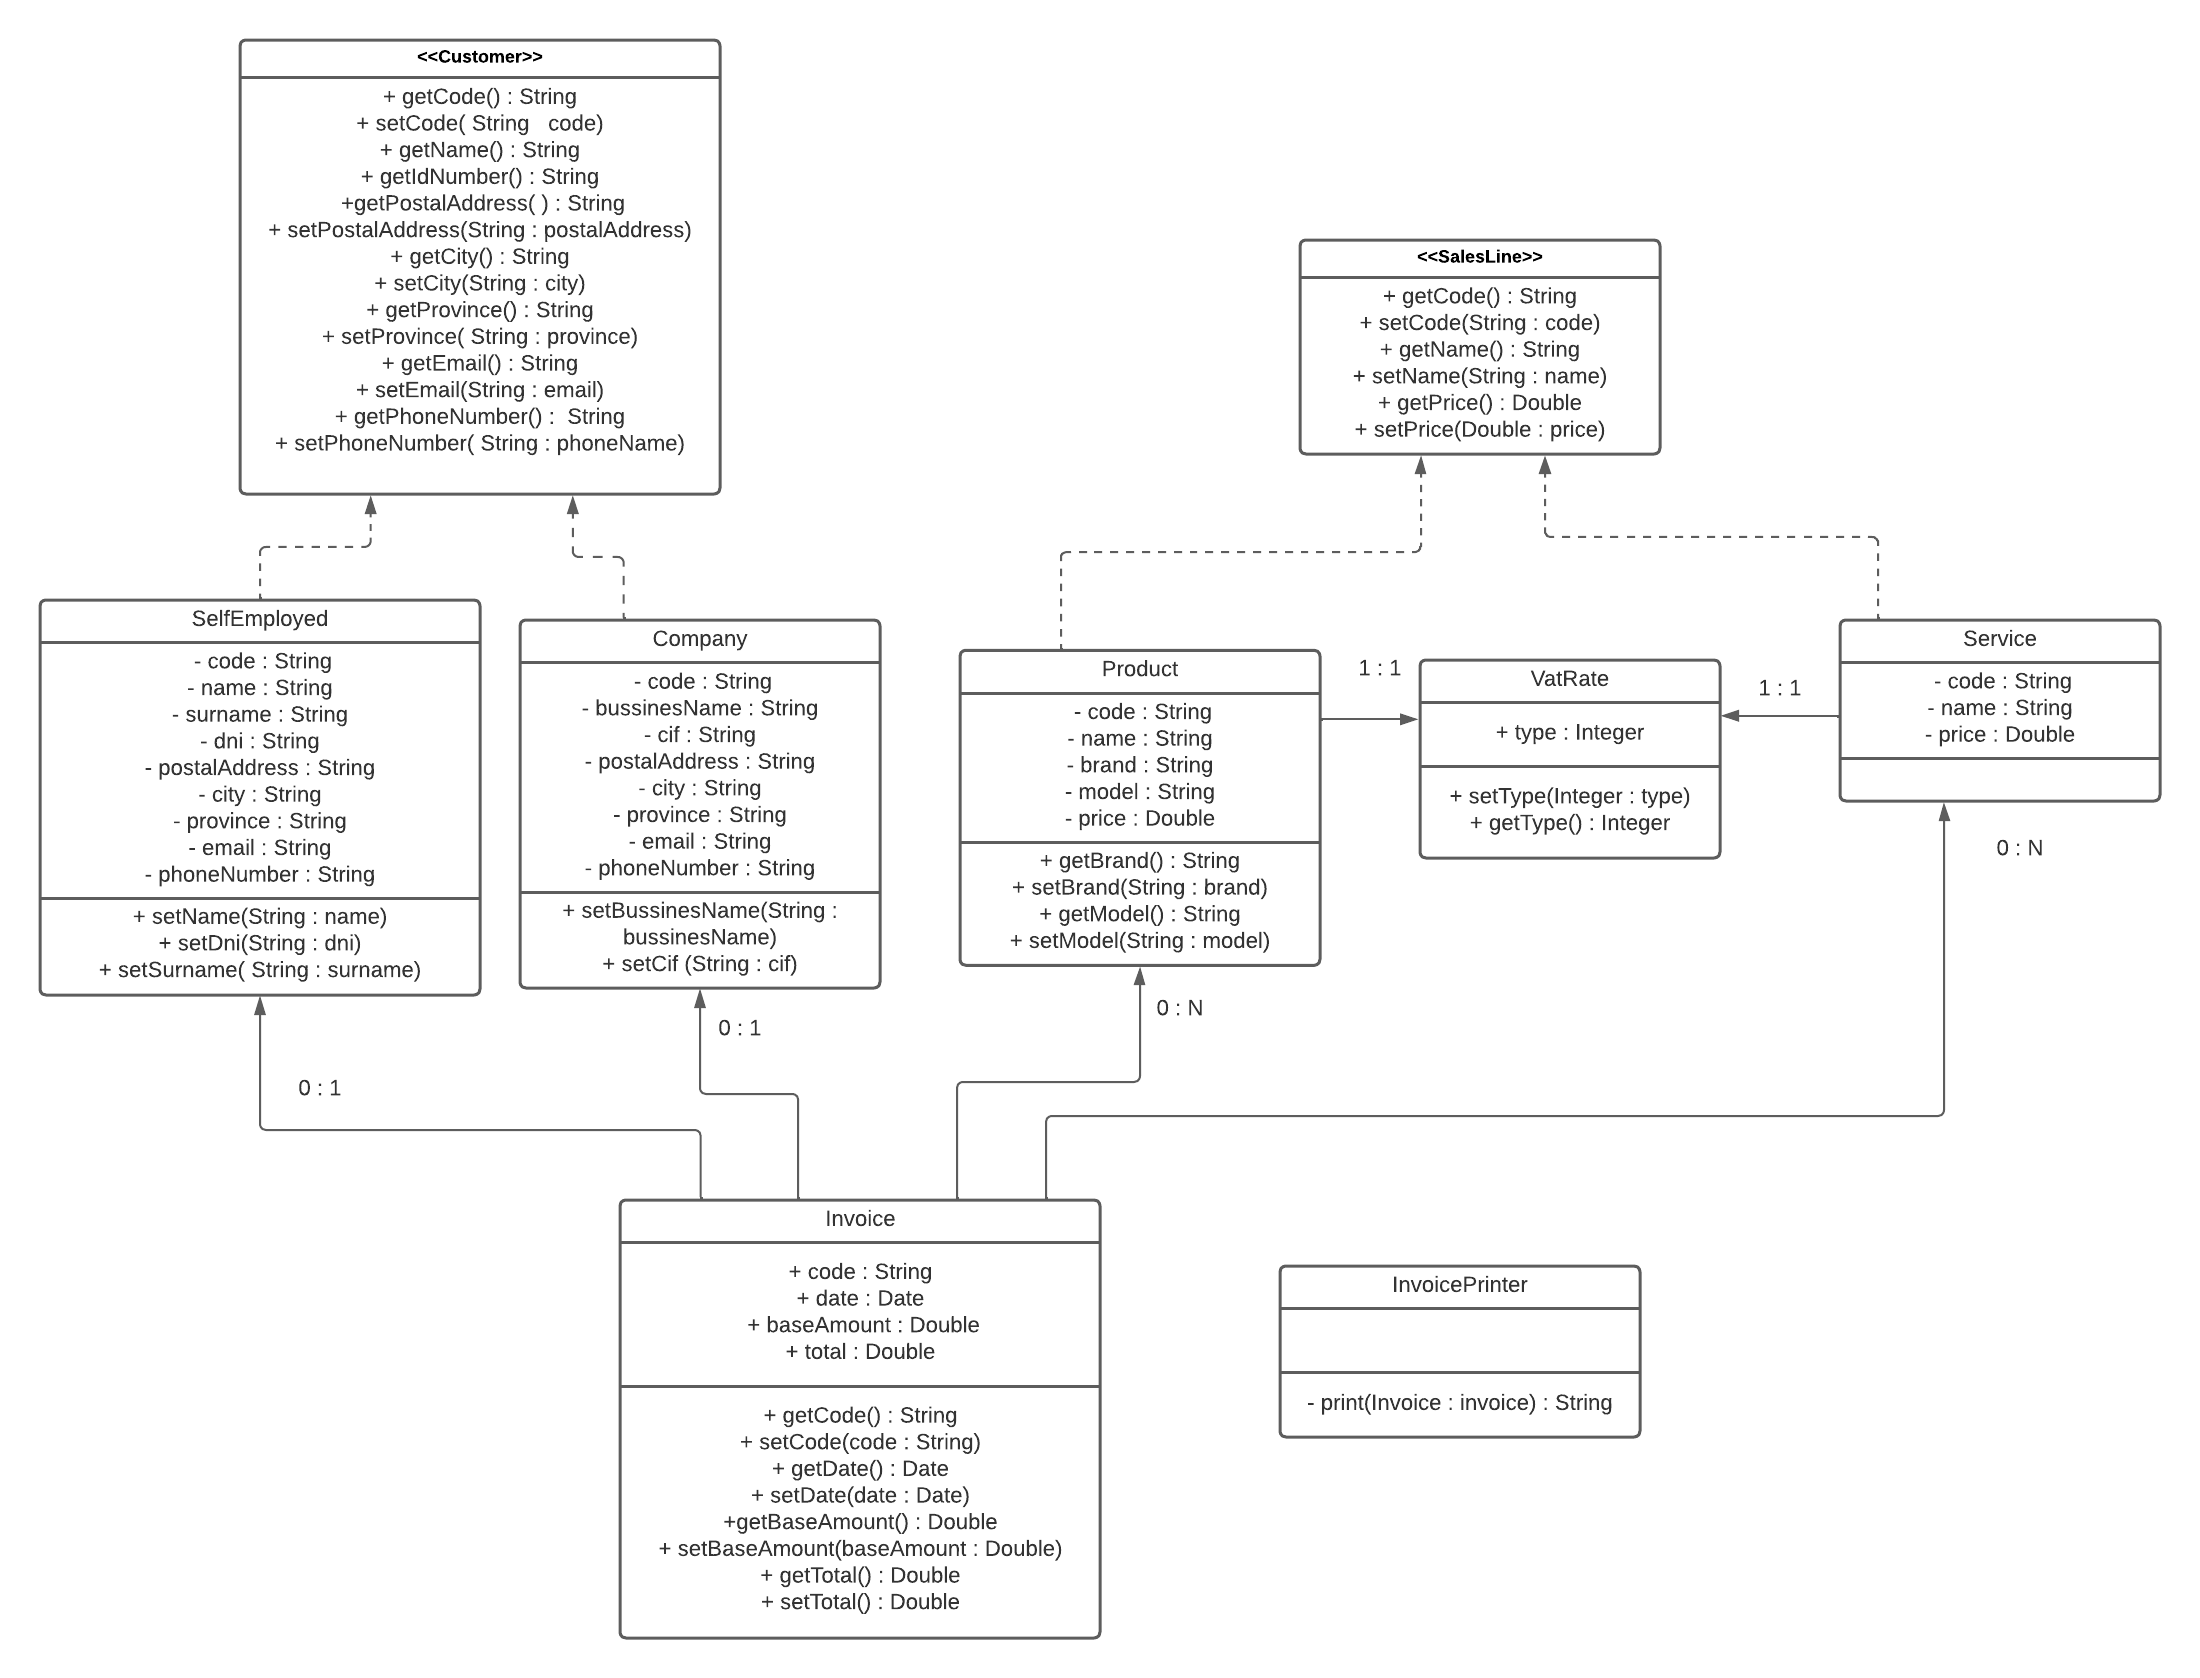 <<Customer>>
+ getCode() : String
+ setCode( String   code)
+ getName() : String
+ getIdNumber() : String
+getPostalAddress( ) : String
+ setPostalAddress(String : postalAddress)
+ getCity() : String
+ setCity(String : city)
+ getProvince() : String
+ setProvince( String : province)
+ getEmail() : String
+ setEmail(String : email)
+ getPhoneNumber() :  String
+ setPhoneNumber( String : phoneName)
<<SalesLine>>
+ getCode() : String
+ setCode(String : code)
+ getName() : String
+ setName(String : name)
+ getPrice() : Double
+ setPrice(Double : price)
SelfEmployed
- code : String
- name : String
- surname : String
- dni : String
- postalAddress : String
- city : String
- province : String
- email : String
- phoneNumber : String
+ setName(String : name)
+ setDni(String : dni)
+ setSurname( String : surname)
Company
- code : String
- bussinesName : String
- cif : String
- postalAddress : String
- city : String
- province : String
- email : String
- phoneNumber : String
+ setBussinesName(String :
bussinesName)
+ setCif (String : cif)
Product
- code : String
- name : String
- brand : String
- model : String
- price : Double
+ getBrand() : String
+ setBrand(String : brand)
+ getModel() : String
+ setModel(String : model)
1 : 1
VatRate
+ type : Integer
+ setType(Integer : type)
+ getType() : Integer
1 : 1
Service
- code : String
- name : String
- price : Double
0 : N
0 : N
0 : 1
0 : 1
Invoice
+ code : String
+ date : Date
+ baseAmount : Double
+ total : Double
+ getCode() : String
+ setCode(code : String)
+ getDate() : Date
+ setDate(date : Date)
+getBaseAmount() : Double
+ setBaseAmount(baseAmount : Double)
+ getTotal() : Double
+ setTotal() : Double
InvoicePrinter
- print(Invoice : invoice) : String